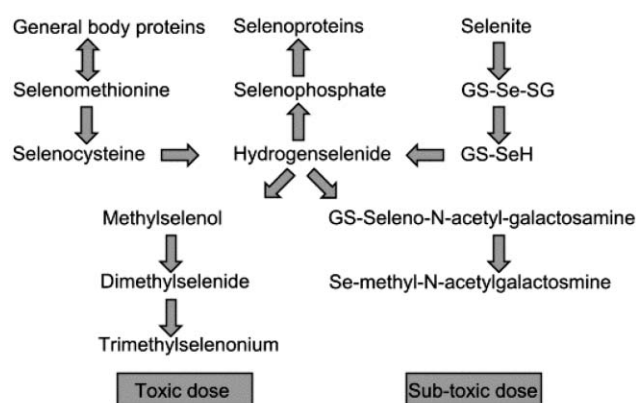 General body proteins Selenoproteins Selenite
Selenomethionine Selenophosphate GS-Se-SG
Selenocysteine Hydrogenselenide GS-SeH
Methylselenol GS-Seleno-N-acetyl-galactosamine
Dimethylselenide Se-methyl-N-acetylgalactosmine
Trimethylselenonium
Toxic dose Sub-toxic dose